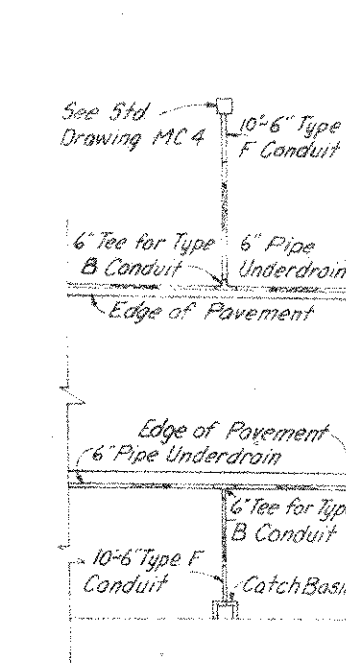 See Std
Drawing MC 4
10'-6" Type
F Conduit
6" Tee for Type
B Conduit
6" Pipe
Underdrain
Edge of Pavement
Edge of Pavement
6" Pipe Underdrain
6" Tee for Typ
B Conduit
10'-6" Type F
Conduit
Catch Basi